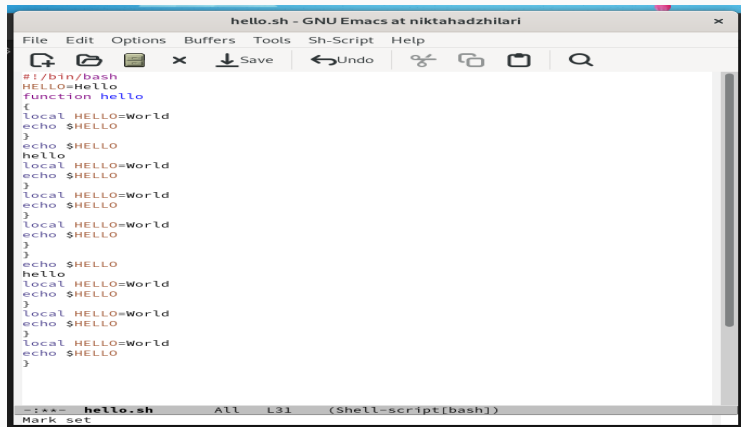 hello.sh - GNU Emacs at niktahadzhilari
File Edit Options Buffers Tools Sh-Script Help
Save Undo
#!/bin/bash
HELLO=Hello
function hello
{
local HELLO=World
echo $HELLO
}
echo $HELLO
hello
local HELLO=World
echo $HELLO
}
local HELLO=World
echo $HELLO
}
local HELLO=World
echo $HELLO
}
}
echo $HELLO
hello
local HELLO=World
echo $HELLO
}
local HELLO=World
echo $HELLO
}
local HELLO=World
echo $HELLO
}
-:**- hello.sh All L31 (Shell-script[bash])
Mark set